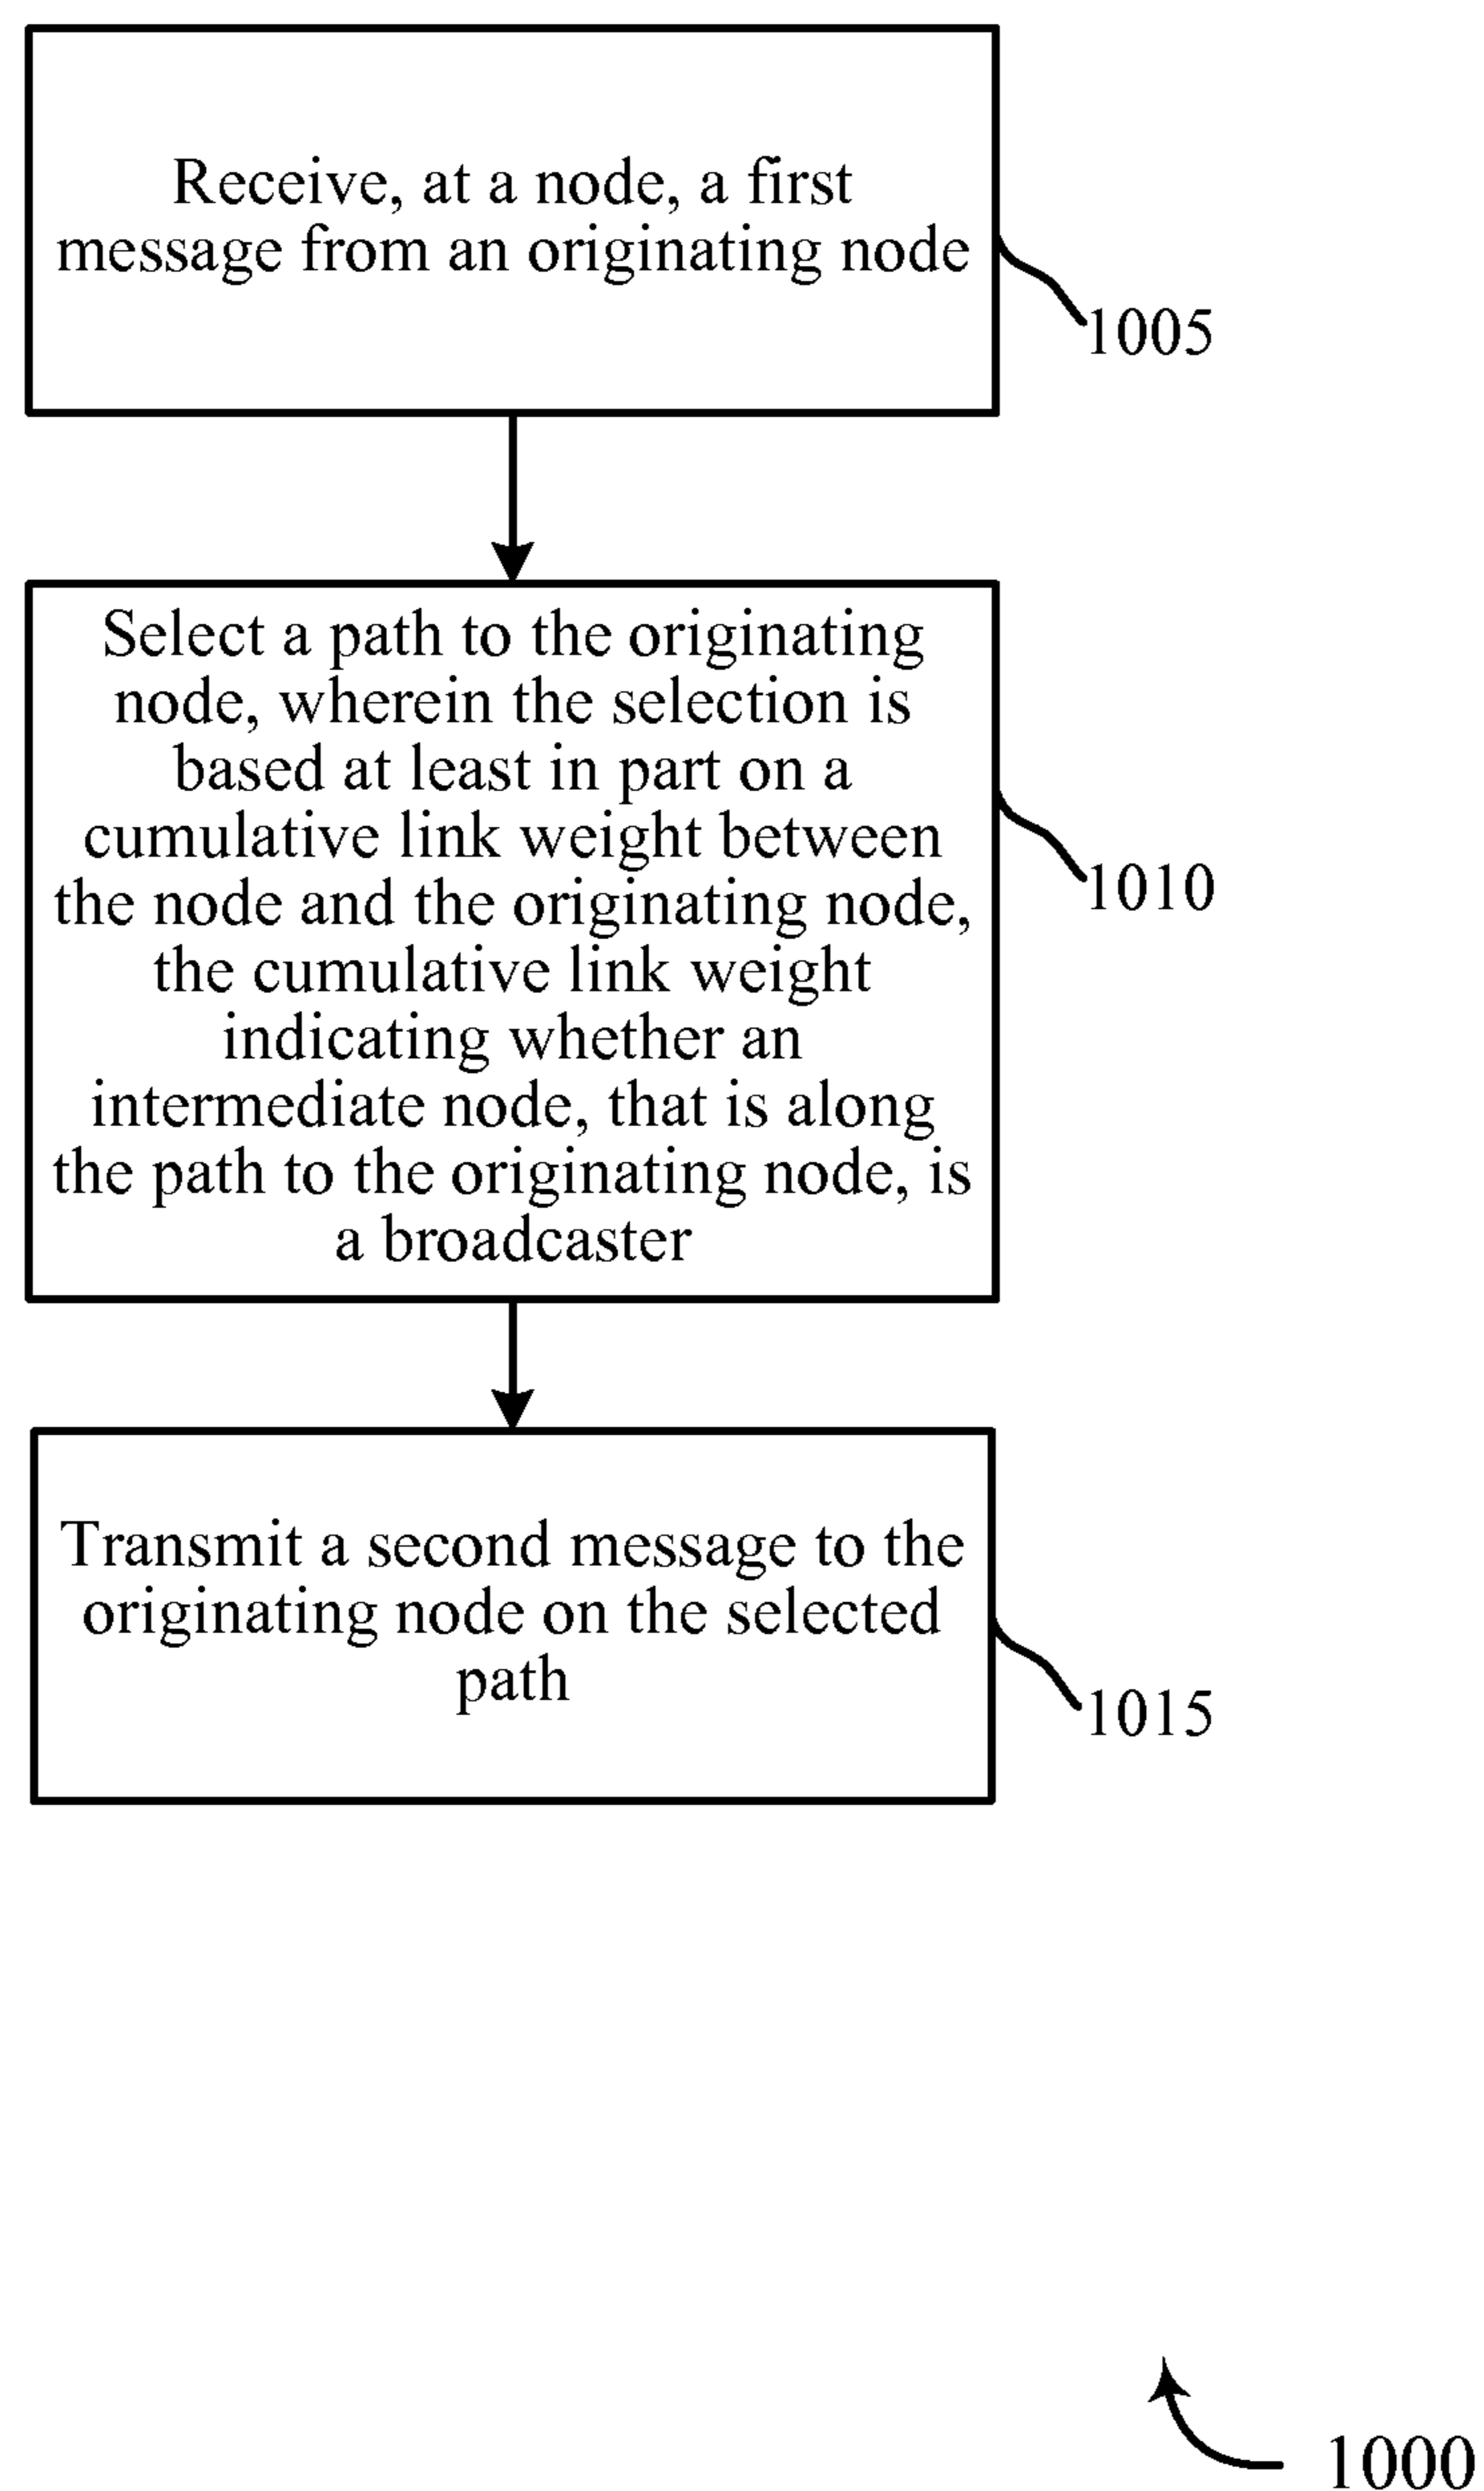 Receive, at a node, a first
message from an originating node
1005
Select a path to the originating
node, wherein the selection is
based at least in part on a
cumulative link weight between
the node and the originating node,
the cumulative link weight
indicating whether an
intermediate node, that is along
the path to the originating node, is
a broadcaster
1010
Transmit a second message to the
originating node on the selected
path
1015
1000